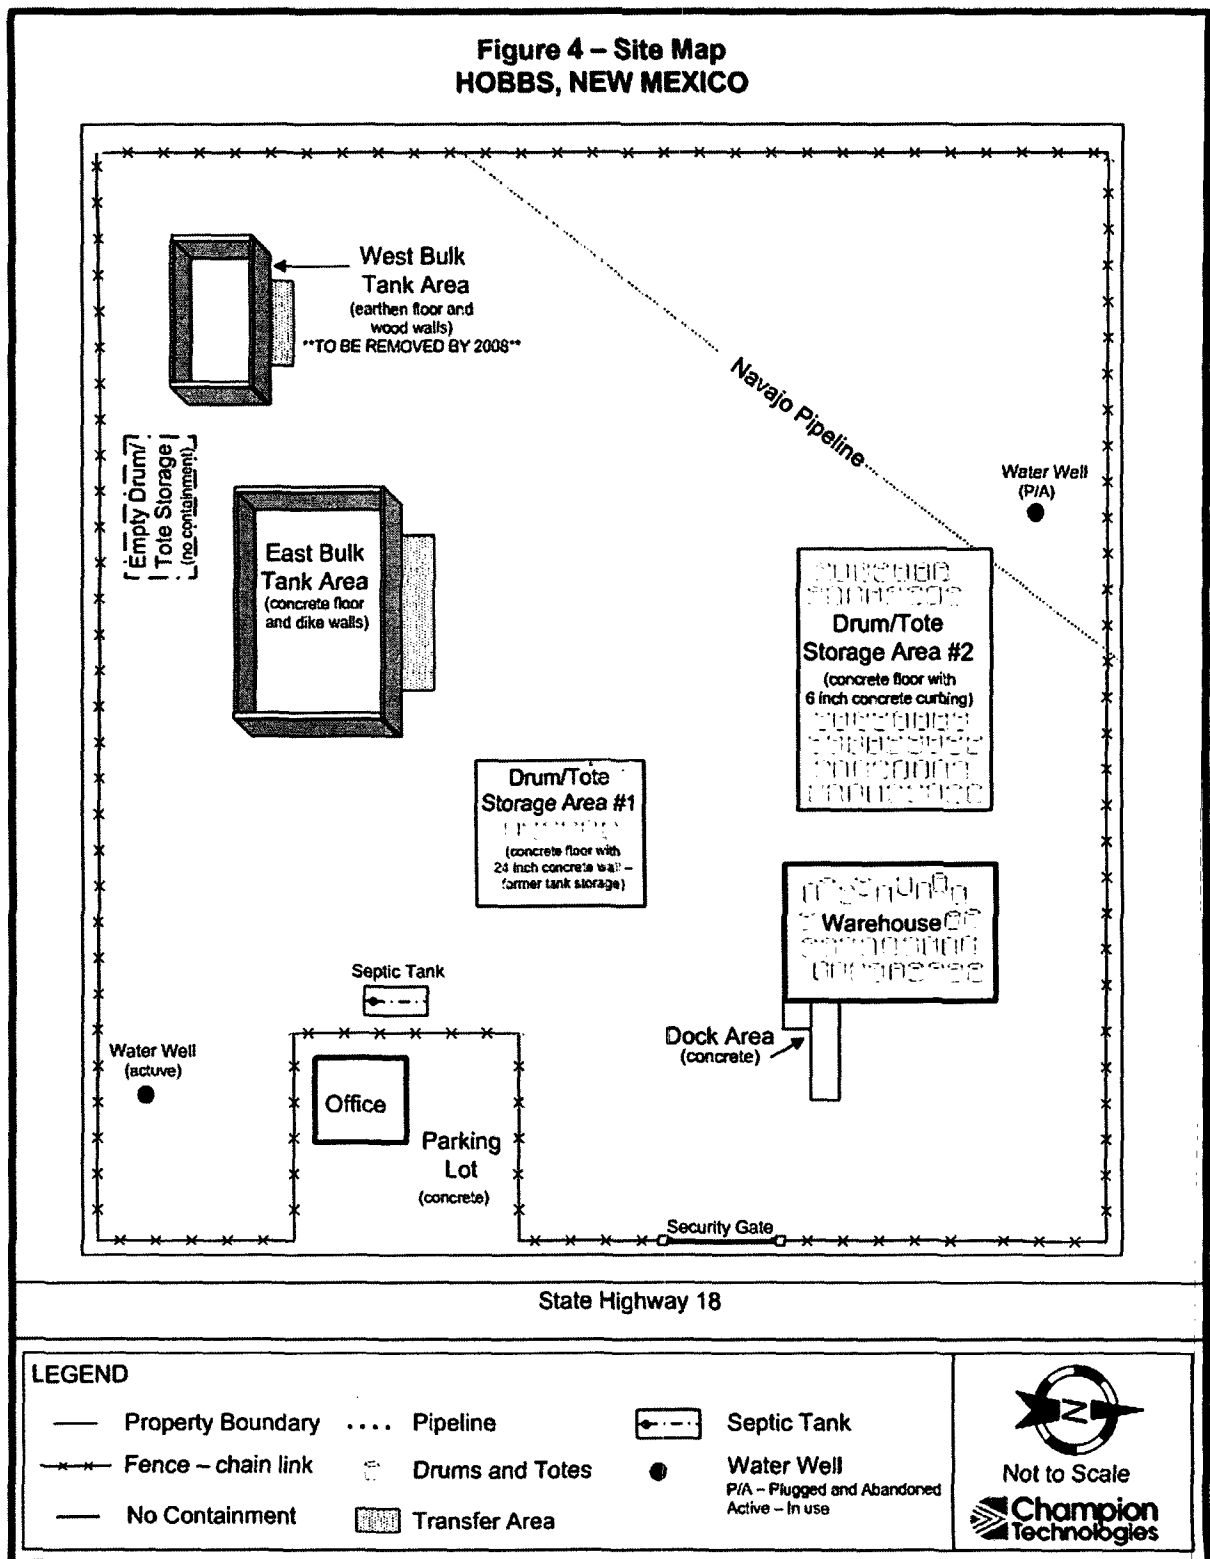 Figure 4 – Site Map
HOBBS, NEW MEXICO
West Bulk
Tank Area
(earthen floor and
wood walls)
**TO BE REMOVED BY 2008**
Navajo Pipeline
Water Well
(P/A)
Empty Drum/
Tote Storage
(no containment)
East Bulk
Tank Area
(concrete floor
and dike walls)
Drum/Tote
Storage Area #2
(concrete floor with
6 inch concrete curbing)
Drum/Tote
Storage Area #1
(concrete floor with
24 inch concrete wall –
former tank storage)
Warehouse
Septic Tank
Dock Area
(concrete)
Water Well
(actuve)
Office
Parking
Lot
(concrete)
Security Gate
State Highway 18
LEGEND
Property Boundary
Pipeline
Septic Tank
Fence – chain link
Drums and Totes
Water Well
P/A – Plugged and Abandoned
Active – In use
No Containment
Transfer Area
N
Not to Scale
Champion
Technologies